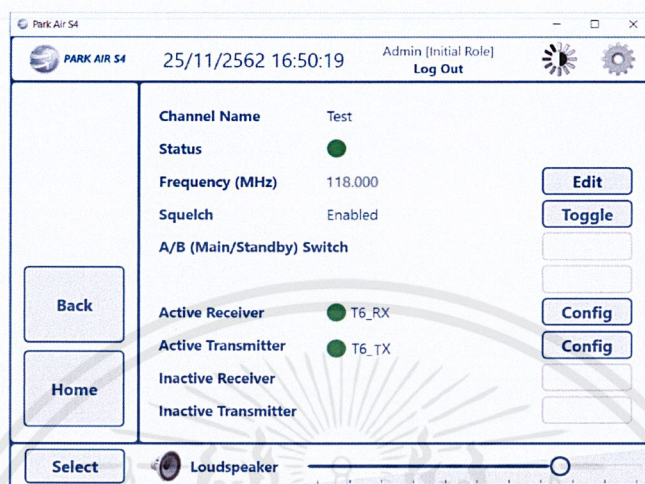 Park Air S4
PARK AIR S4
25/11/2562 16:50:19
Admin [Initial Role]
Log Out
Channel Name Test
Status
Frequency (MHz) 118.000 Edit
Squelch Enabled Toggle
A/B (Main/Standby) Switch
Back
Active Receiver T6_RX Config
Active Transmitter T6_TX Config
Home
Inactive Receiver
Inactive Transmitter
Select Loudspeaker